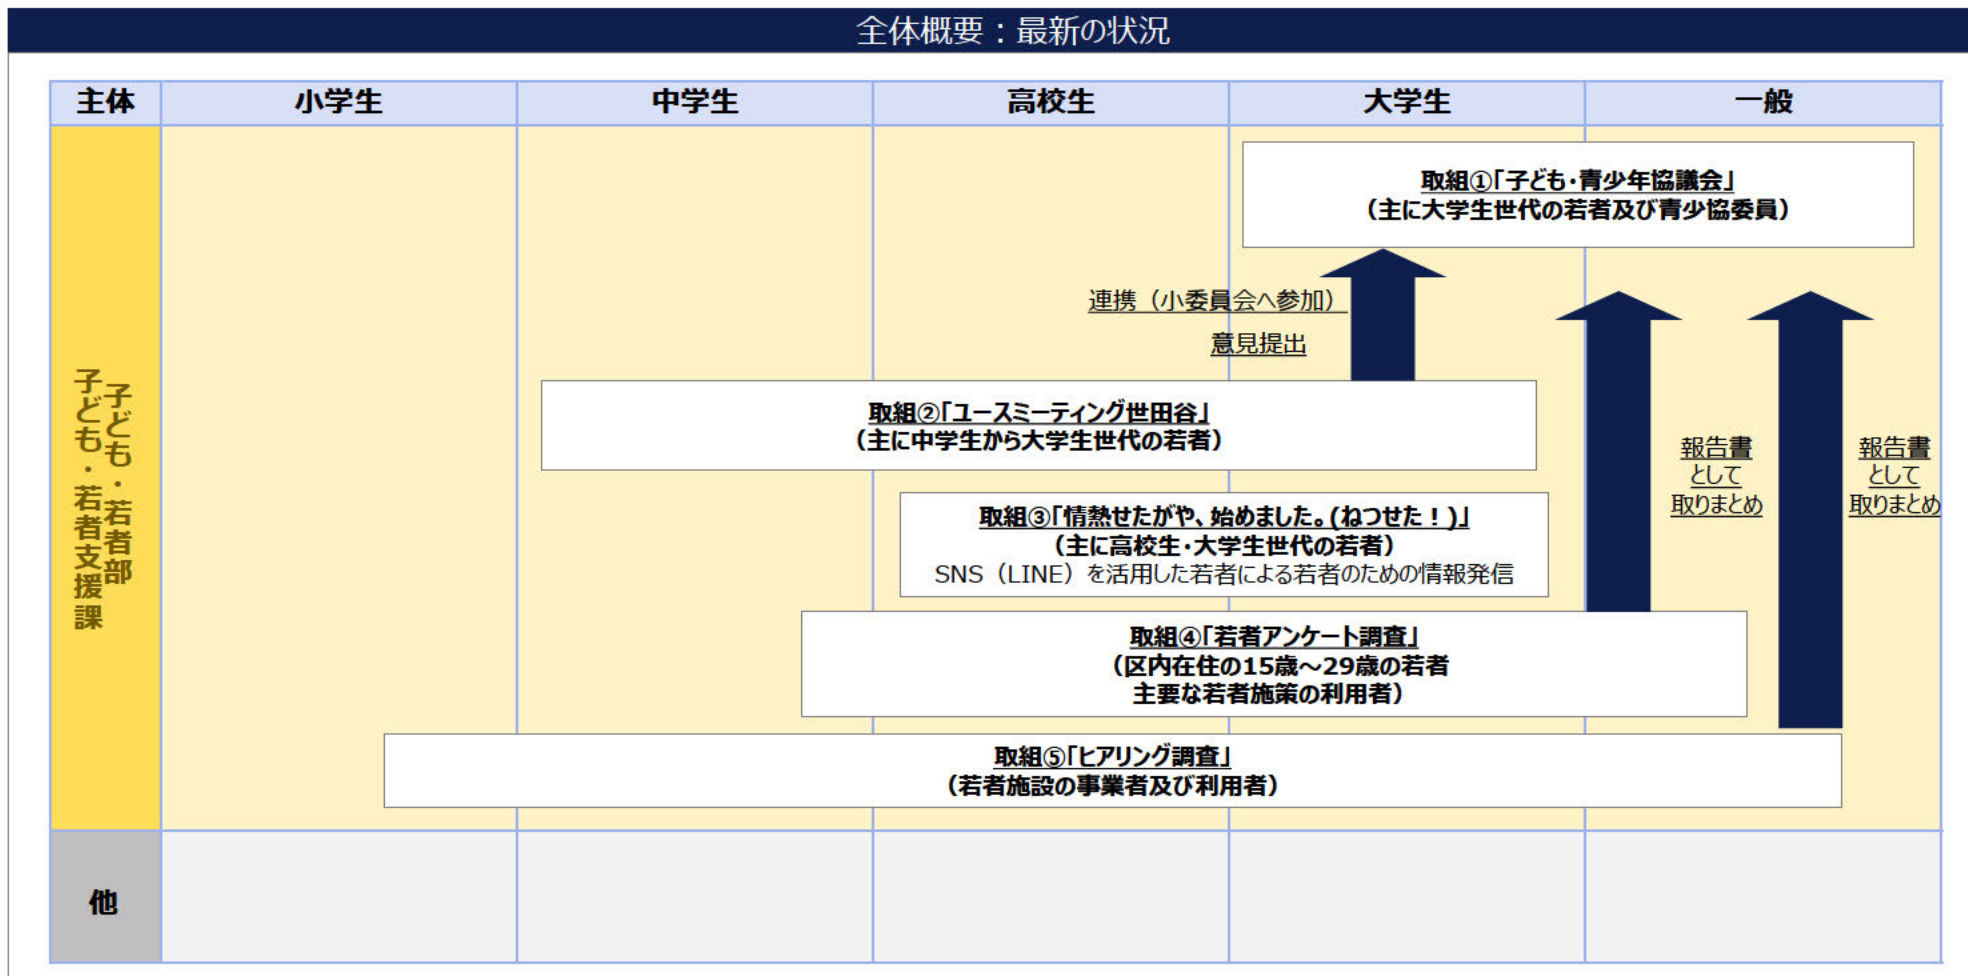 全体概要：最新の状況
主体
小学生
中学生
高校生
大学生
一般
子ども・若者部
子ども・若者支援課
取組①「子ども・青少年協議会」
（主に大学生世代の若者及び青少協委員）
連携（小委員会へ参加）
意見提出
取組②「ユースミーティング世田谷」
（主に中学生から大学生世代の若者）
報告書
として
取りまとめ
報告書
として
取りまとめ
取組③「情熱せたがや、始めました。(ねつせた！)」
（主に高校生・大学生世代の若者）
SNS（LINE）を活用した若者による若者のための情報発信
取組④「若者アンケート調査」
（区内在住の15歳～29歳の若者
主要な若者施策の利用者）
取組⑤「ヒアリング調査」
（若者施設の事業者及び利用者）
他